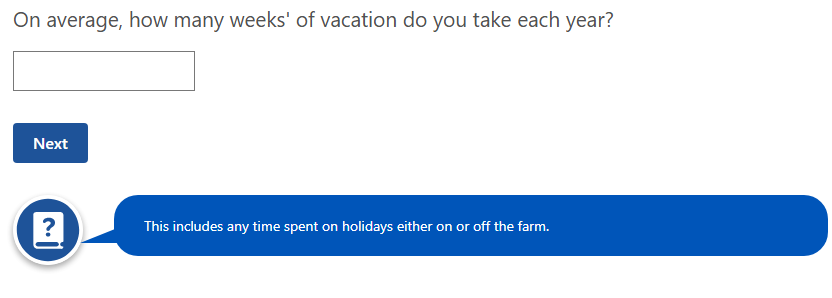 On average, how many weeks' of vacation do you take each year?
Next
?
This includes any time spent on holidays either on or off the farm.